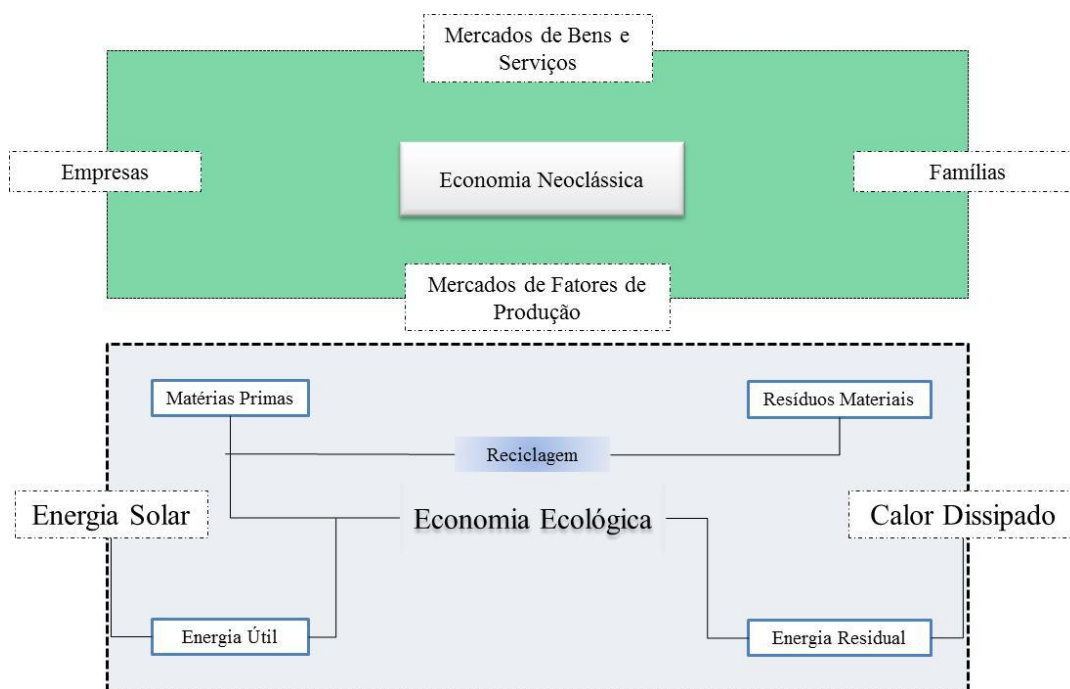 Mercados de Bens e
Serviços
Empresas
Economia Neoclássica
Famílias
Mercados de Fatores de
Produção
Matérias Primas
Resíduos Materiais
Reciclagem
Energia Solar
Economia Ecológica
Calor Dissipado
Energia Útil
Energia Residual